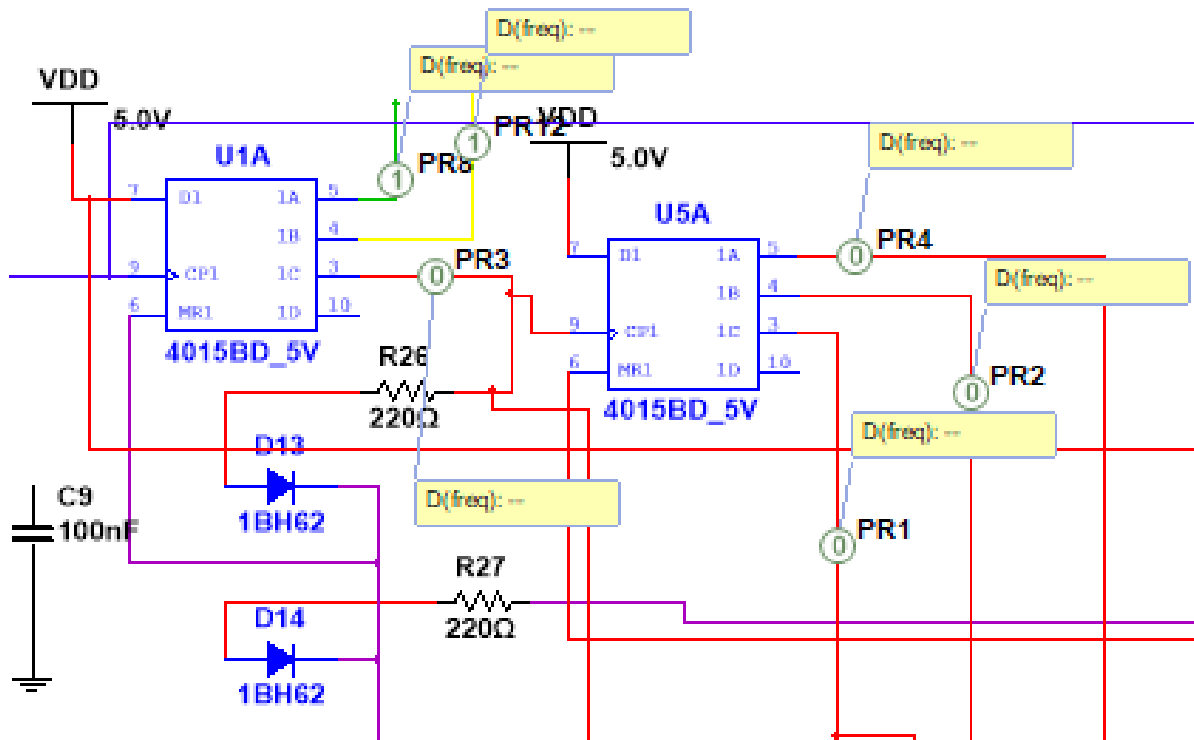 D(freq): --
D(freq): --
VDD
5.0V
PR12
VDD
5.0V
D(freq): --
U1A
PR8
7 D1 1A 5
1B 4
9 CP1 1C 3
6 MR1 1D 10
4015BD_5V
PR3
U5A
7 D1 1A 5
1B 4
9 CP1 1C 3
6 MR1 1D 10
4015BD_5V
PR4
D(freq): --
PR2
R26
220Ω
D(freq): --
D13
1BH62
D(freq): --
C9
100nF
PR1
R27
220Ω
D14
1BH62
0
0
0
0
1
1